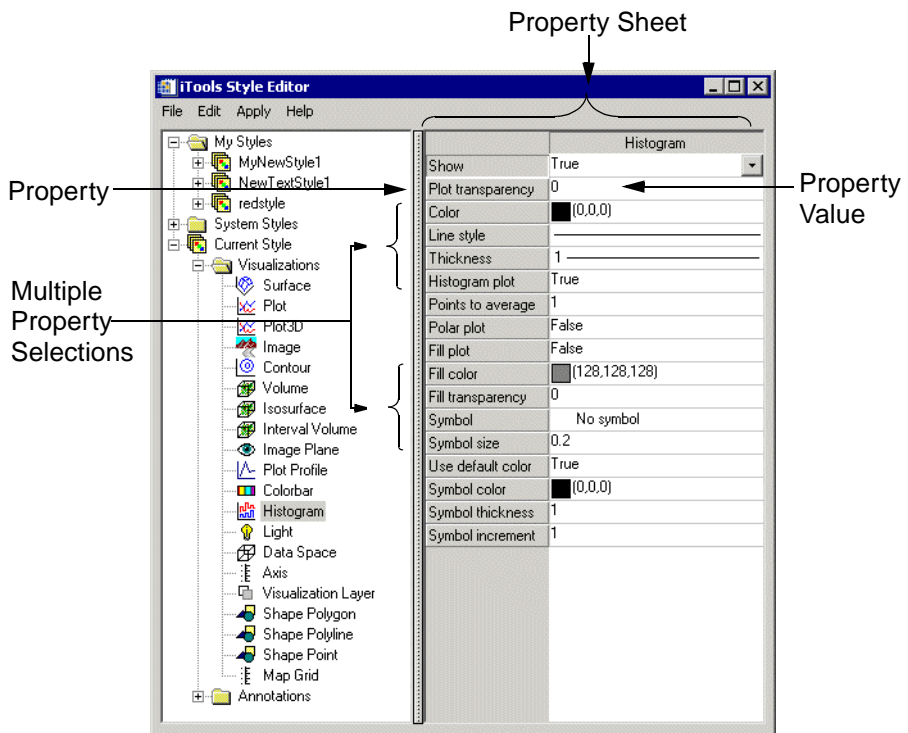 Property Sheet
iTools Style Editor
File Edit Apply Help
Property
Multiple
Property
Selections
My Styles
MyNewStyle1
NewTextStyle1
redstyle
System Styles
Current Style
Visualizations
Surface
Plot
Plot3D
Image
Contour
Volume
Isosurface
Interval Volume
Image Plane
Plot Profile
Colorbar
Histogram
Light
Data Space
Axis
Visualization Layer
Shape Polygon
Shape Polyline
Shape Point
Map Grid
Annotations
Histogram
Show True
Plot transparency 0
Color (0,0,0)
Line style
Thickness 1
Histogram plot True
Points to average 1
Polar plot False
Fill plot False
Fill color (128,128,128)
Fill transparency 0
Symbol No symbol
Symbol size 0.2
Use default color True
Symbol color (0,0,0)
Symbol thickness 1
Symbol increment 1
Property
Value